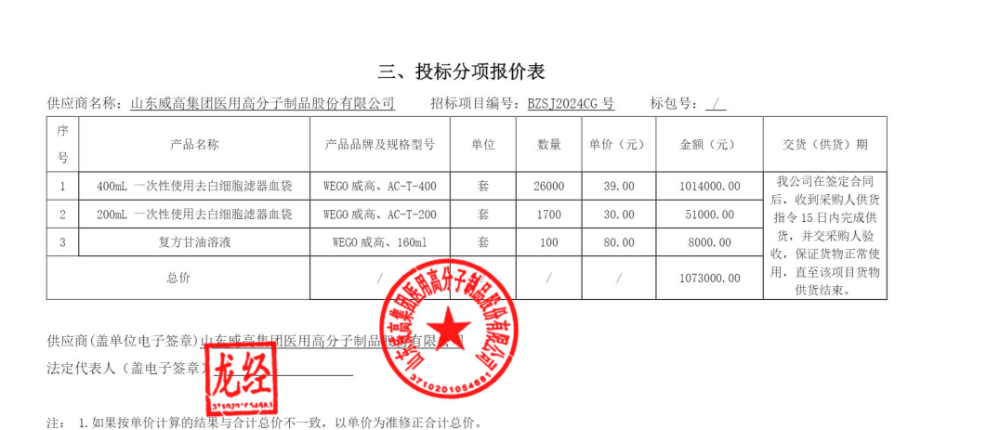 三、投标分项报价表
供应商名称：山东威高集团医用高分子制品股份有限公司 招标项目编号：BZSJ2024CG 号 标包号： /
序号 产品名称 产品品牌及规格型号 单位 数量 单价（元） 金额（元） 交货（供货）期
1 400mL 一次性使用去白细胞滤器血袋 WEGO 威高、AC-T-400 套 26000 39.00 1014000.00
2 200mL 一次性使用去白细胞滤器血袋 WEGO 威高、AC-T-200 套 1700 30.00 51000.00
3 复方甘油溶液 WEGO 威高、160ml 套 100 80.00 8000.00
总价 / / / / 1073000.00
我公司在签定合同
后，收到采购人供货
指令 15 日内完成供
货，并交采购人验
收，保证货物正常使
用，直至该项目货物
供货结束。
供应商(盖单位电子签章)山东威高集团医用高分子制品股份有限公司
山东威高集团医用高分子制品股份有限公司
3710201054681
法定代表人（盖电子签章）
龙经
注： 1.如果按单价计算的结果与合计总价不一致，以单价为准修正合计总价。